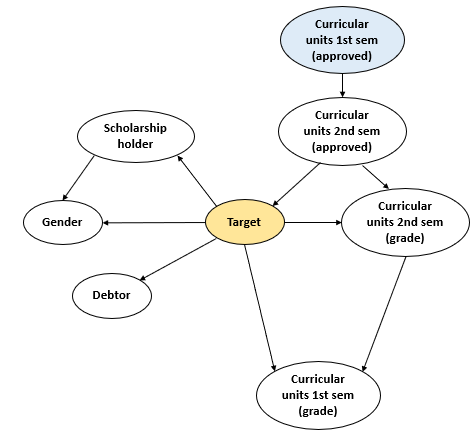 Curricular
units 1st sem
(approved)
Curricular
units 2nd sem
(approved)
Scholarship
holder
Gender
Target
Curricular
units 2nd sem
(grade)
Debtor
Curricular
units 1st sem
(grade)